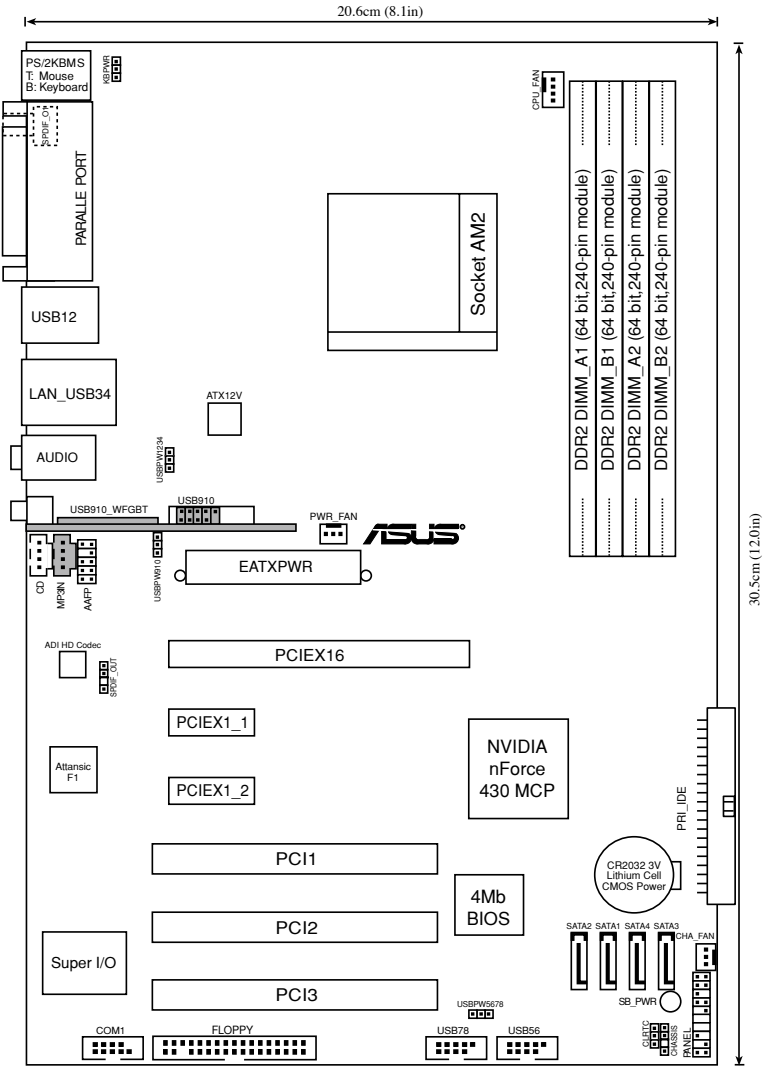 20.6cm (8.1in)
PS/2KBMS
T: Mouse
B: Keyboard
KBPWR
CPU_FAN
SPDIF_O1
PARALLE PORT
Socket AM2
DDR2 DIMM_A1 (64 bit,240-pin module)
DDR2 DIMM_B1 (64 bit,240-pin module)
DDR2 DIMM_A2 (64 bit,240-pin module)
DDR2 DIMM_B2 (64 bit,240-pin module)
USB12
LAN_USB34
ATX12V
AUDIO
USBPW1234
USB910_WFGBT
USB910
PWR_FAN
ASUS
30.5cm (12.0in)
CD
MP3IN
AAFP
USBPW910
EATXPWR
ADI HD Codec
SPDIF_OUT
PCIEX16
PCIEX1_1
NVIDIA
nForce
430 MCP
Attansic
F1
PCIEX1_2
PRI_IDE
PCI1
CR2032 3V
Lithium Cell
CMOS Power
4Mb
BIOS
PCI2
SATA2
SATA1
SATA4
SATA3
CHA_FAN
Super I/O
PCI3
SB_PWR
USBPW5678
COM1
FLOPPY
USB78
USB56
CLRTC
CHASSIS
PANEL